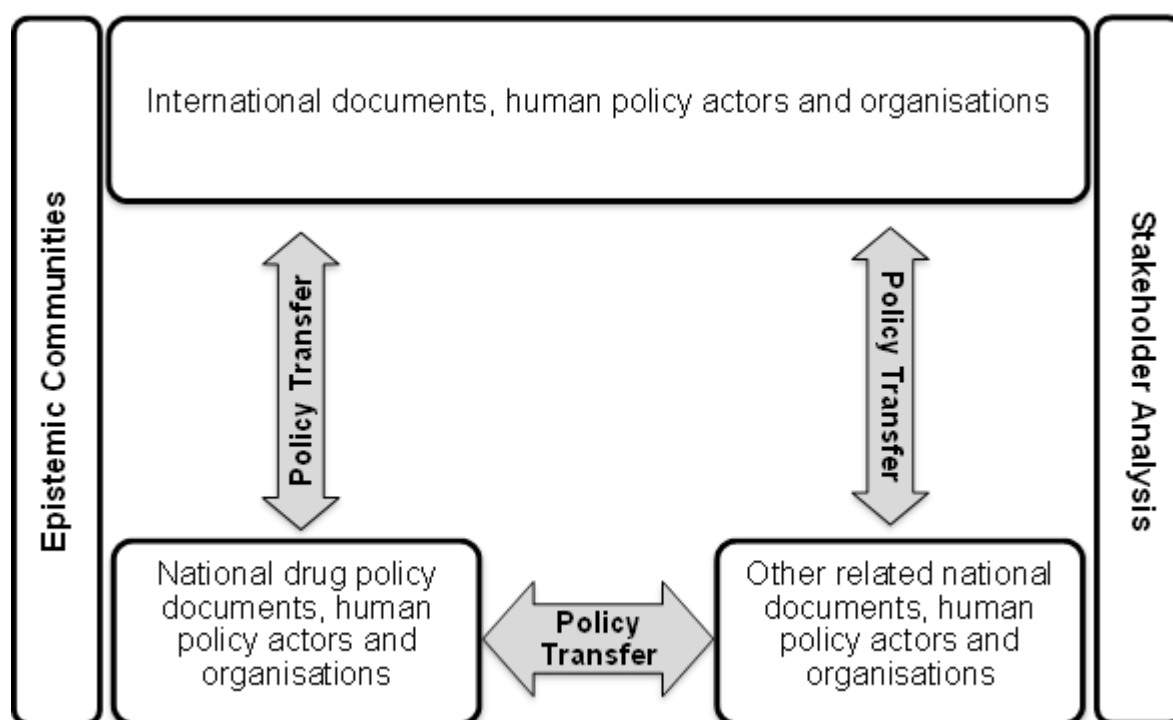 International documents, human policy actors and organisations
Epistemic Communities
Stakeholder Analysis
Policy Transfer
Policy Transfer
National drug policy
documents, human
policy actors and
organisations
Policy
Transfer
Other related national
documents, human
policy actors and
organisations